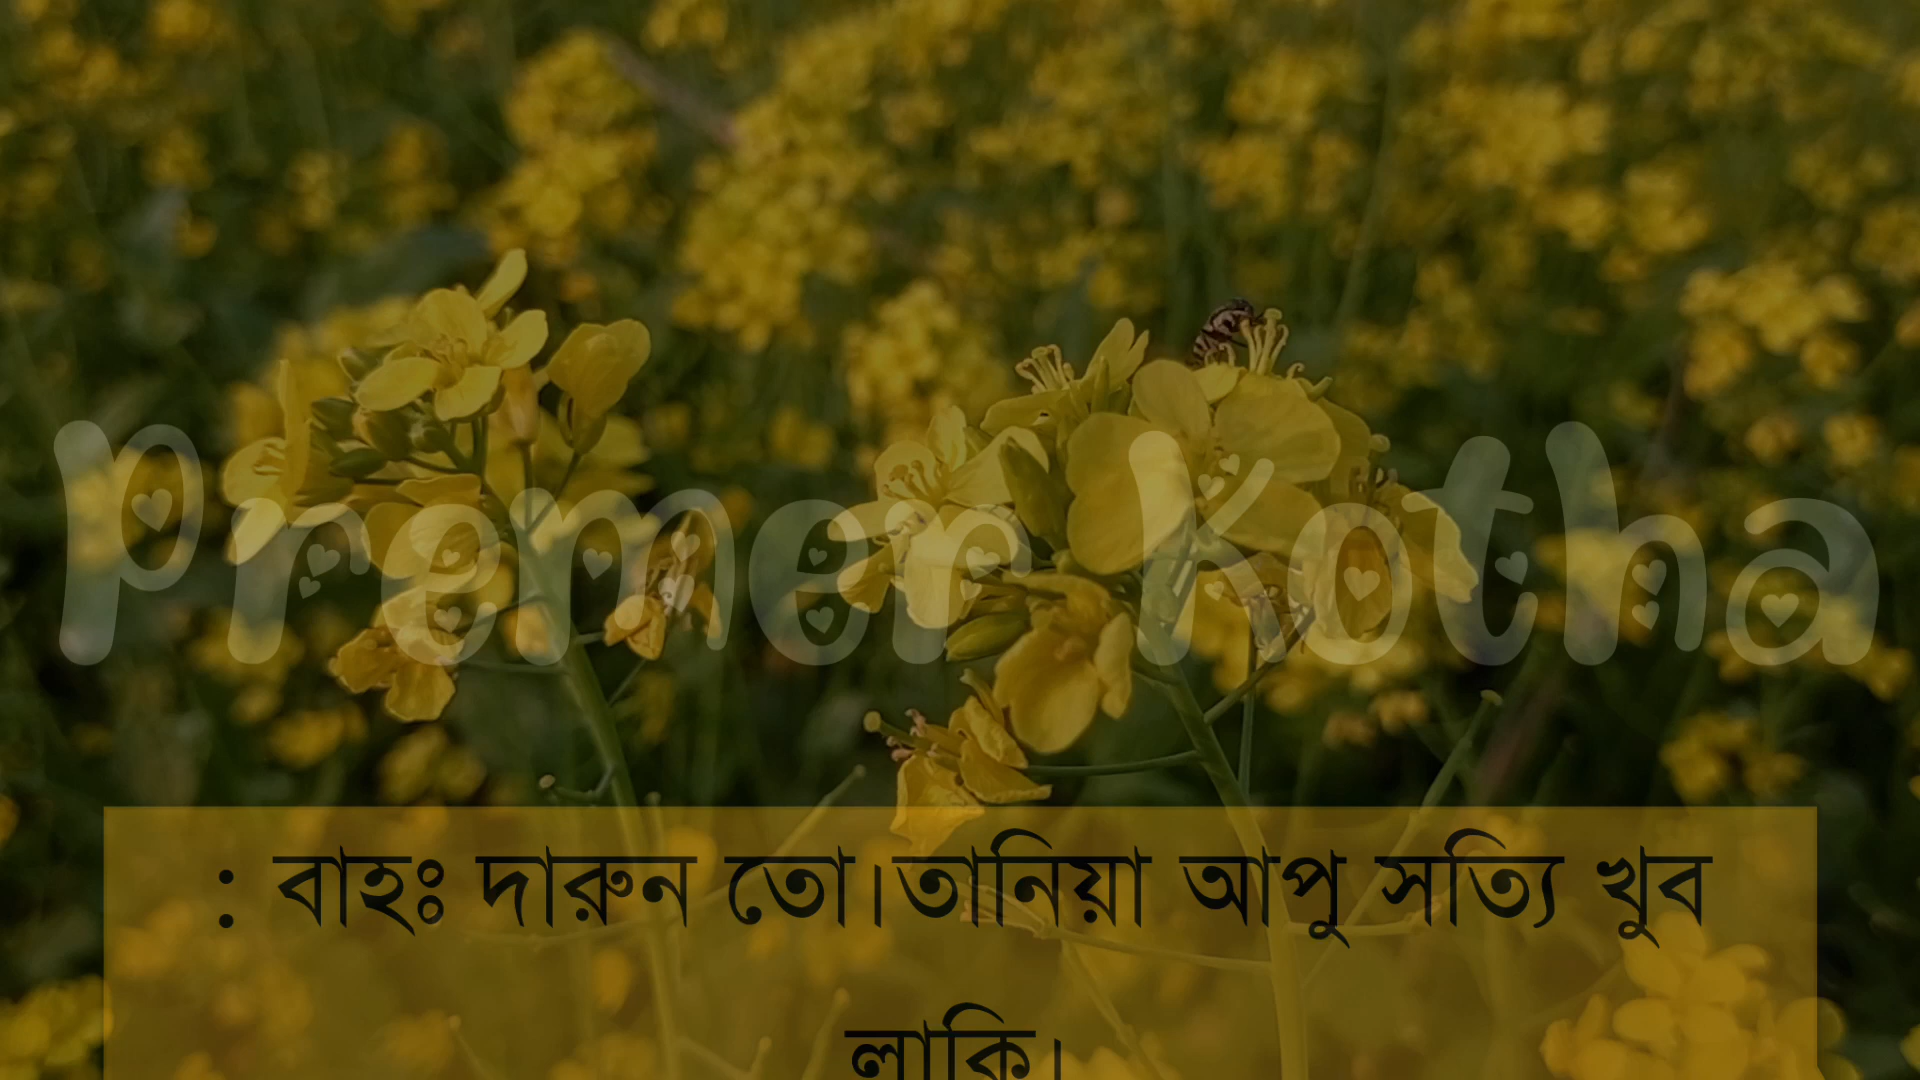 Premer Kotha
: বাহঃ দারুন তো।তানিয়া আপু সত্যি খুব
লাকি।